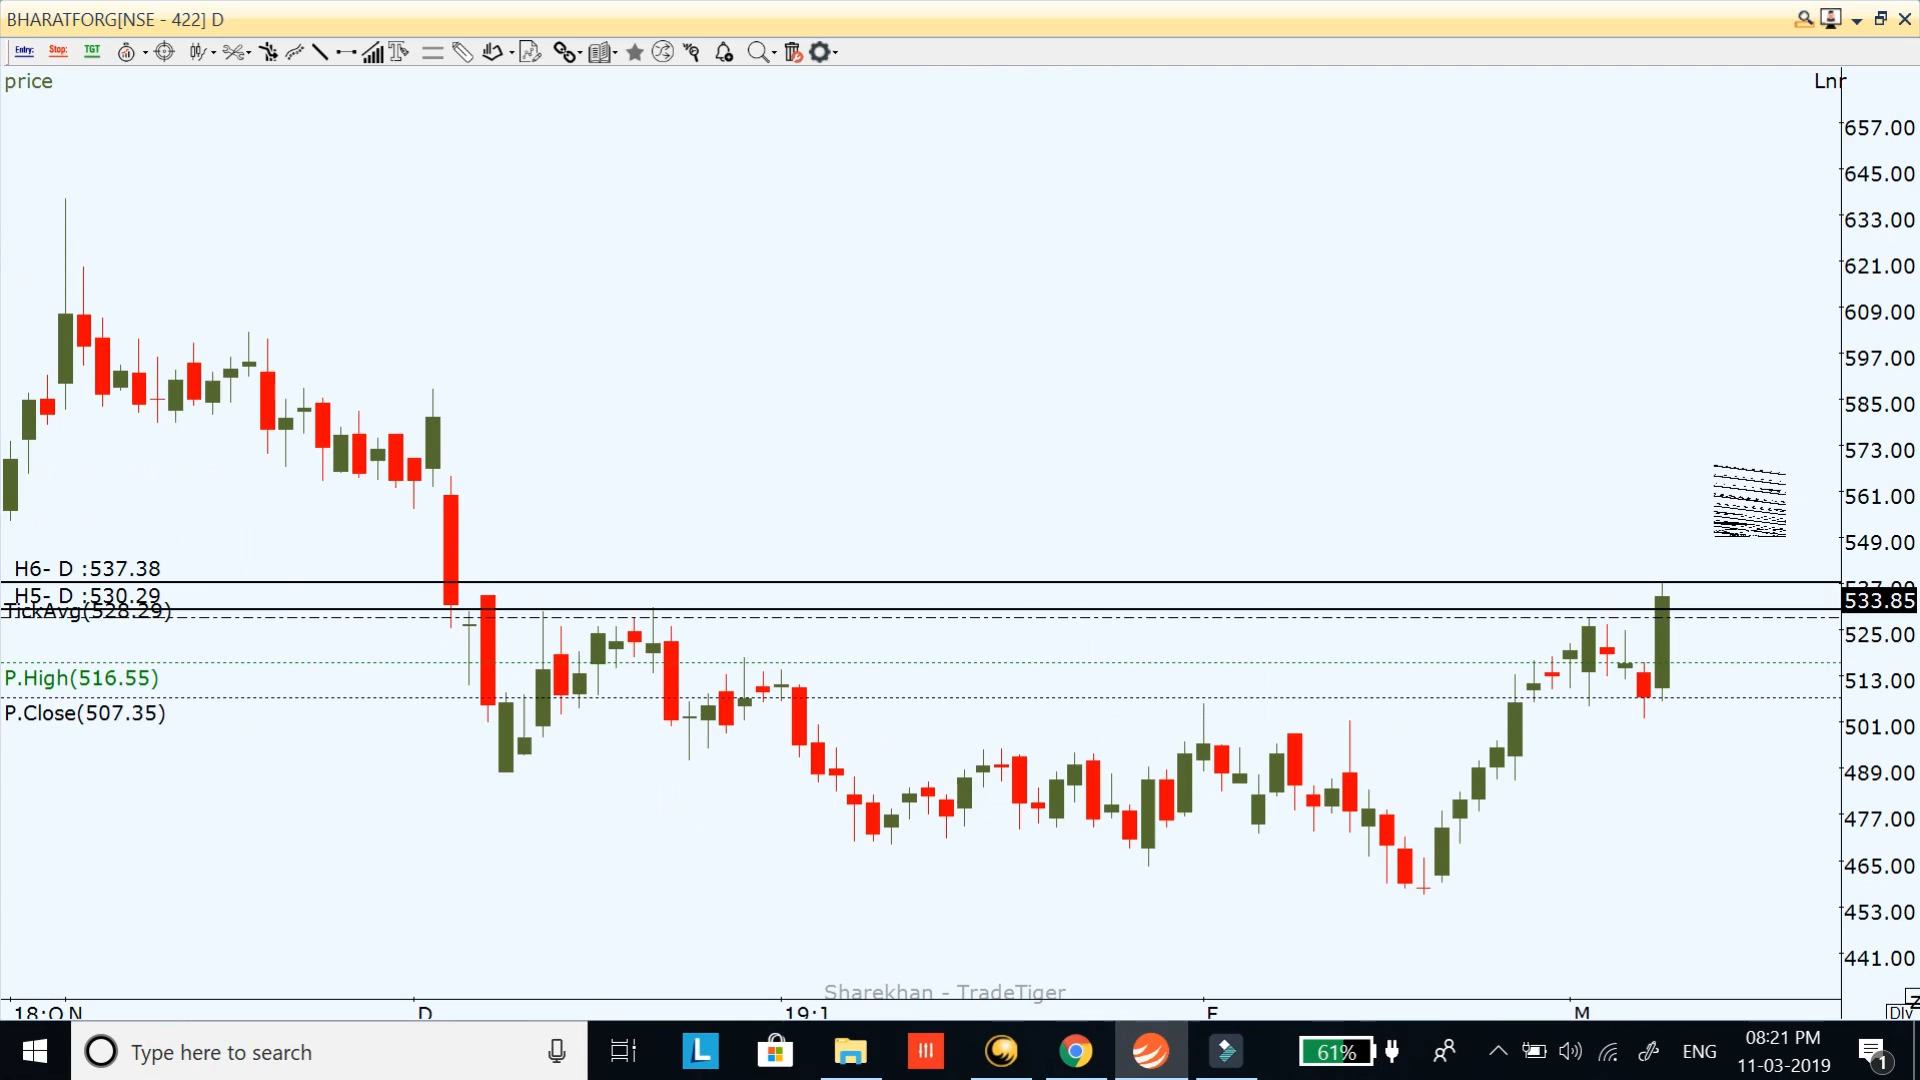 BHARATFORG[NSE - 422] D
Entry: Stop: TGT
price
Lnr
657.00
645.00
633.00
621.00
609.00
597.00
585.00
573.00
561.00
549.00
H6- D :537.38
H5- D :530.29
533.85
TickAvg(528.29)
525.00
P.High(516.55)
513.00
P.Close(507.35)
501.00
489.00
477.00
465.00
453.00
441.00
Sharekhan - TradeTiger
18:O N D 19:1 F M
Div
Type here to search
L
61%
ENG
08:21 PM
11-03-2019
1